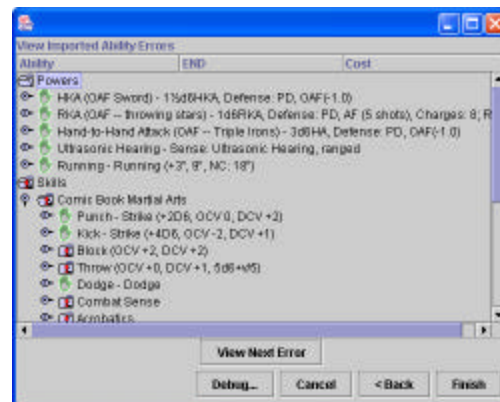 View Imported Ability Errors
Ability END Cost
Powers
HKA (OAF Sword) - 1½d6HKA, Defense: PD, OAF(-1.0)
RKA (OAF -- throwing stars) - 1d6RKA, Defense: PD, AF (5 shots), Charges: 8; R
Hand-to-Hand Attack (OAF -- Triple Irons) - 3d6HA, Defense: PD, OAF(-1.0)
Ultrasonic Hearing - Sense: Ultrasonic Hearing, ranged
Running - Running (+3", 9", NC: 18")
Skills
Comic Book Martial Arts
Punch - Strike (+2D6, OCV 0, DCV +2)
Kick - Strike (+4D6, OCV -2, DCV +1)
Block (OCV +2, DCV +2)
Throw (OCV +0, DCV +1, 5d6+v/5)
Dodge - Dodge
Combat Sense
Acrobatics
View Next Error
Debug... Cancel < Back Finish